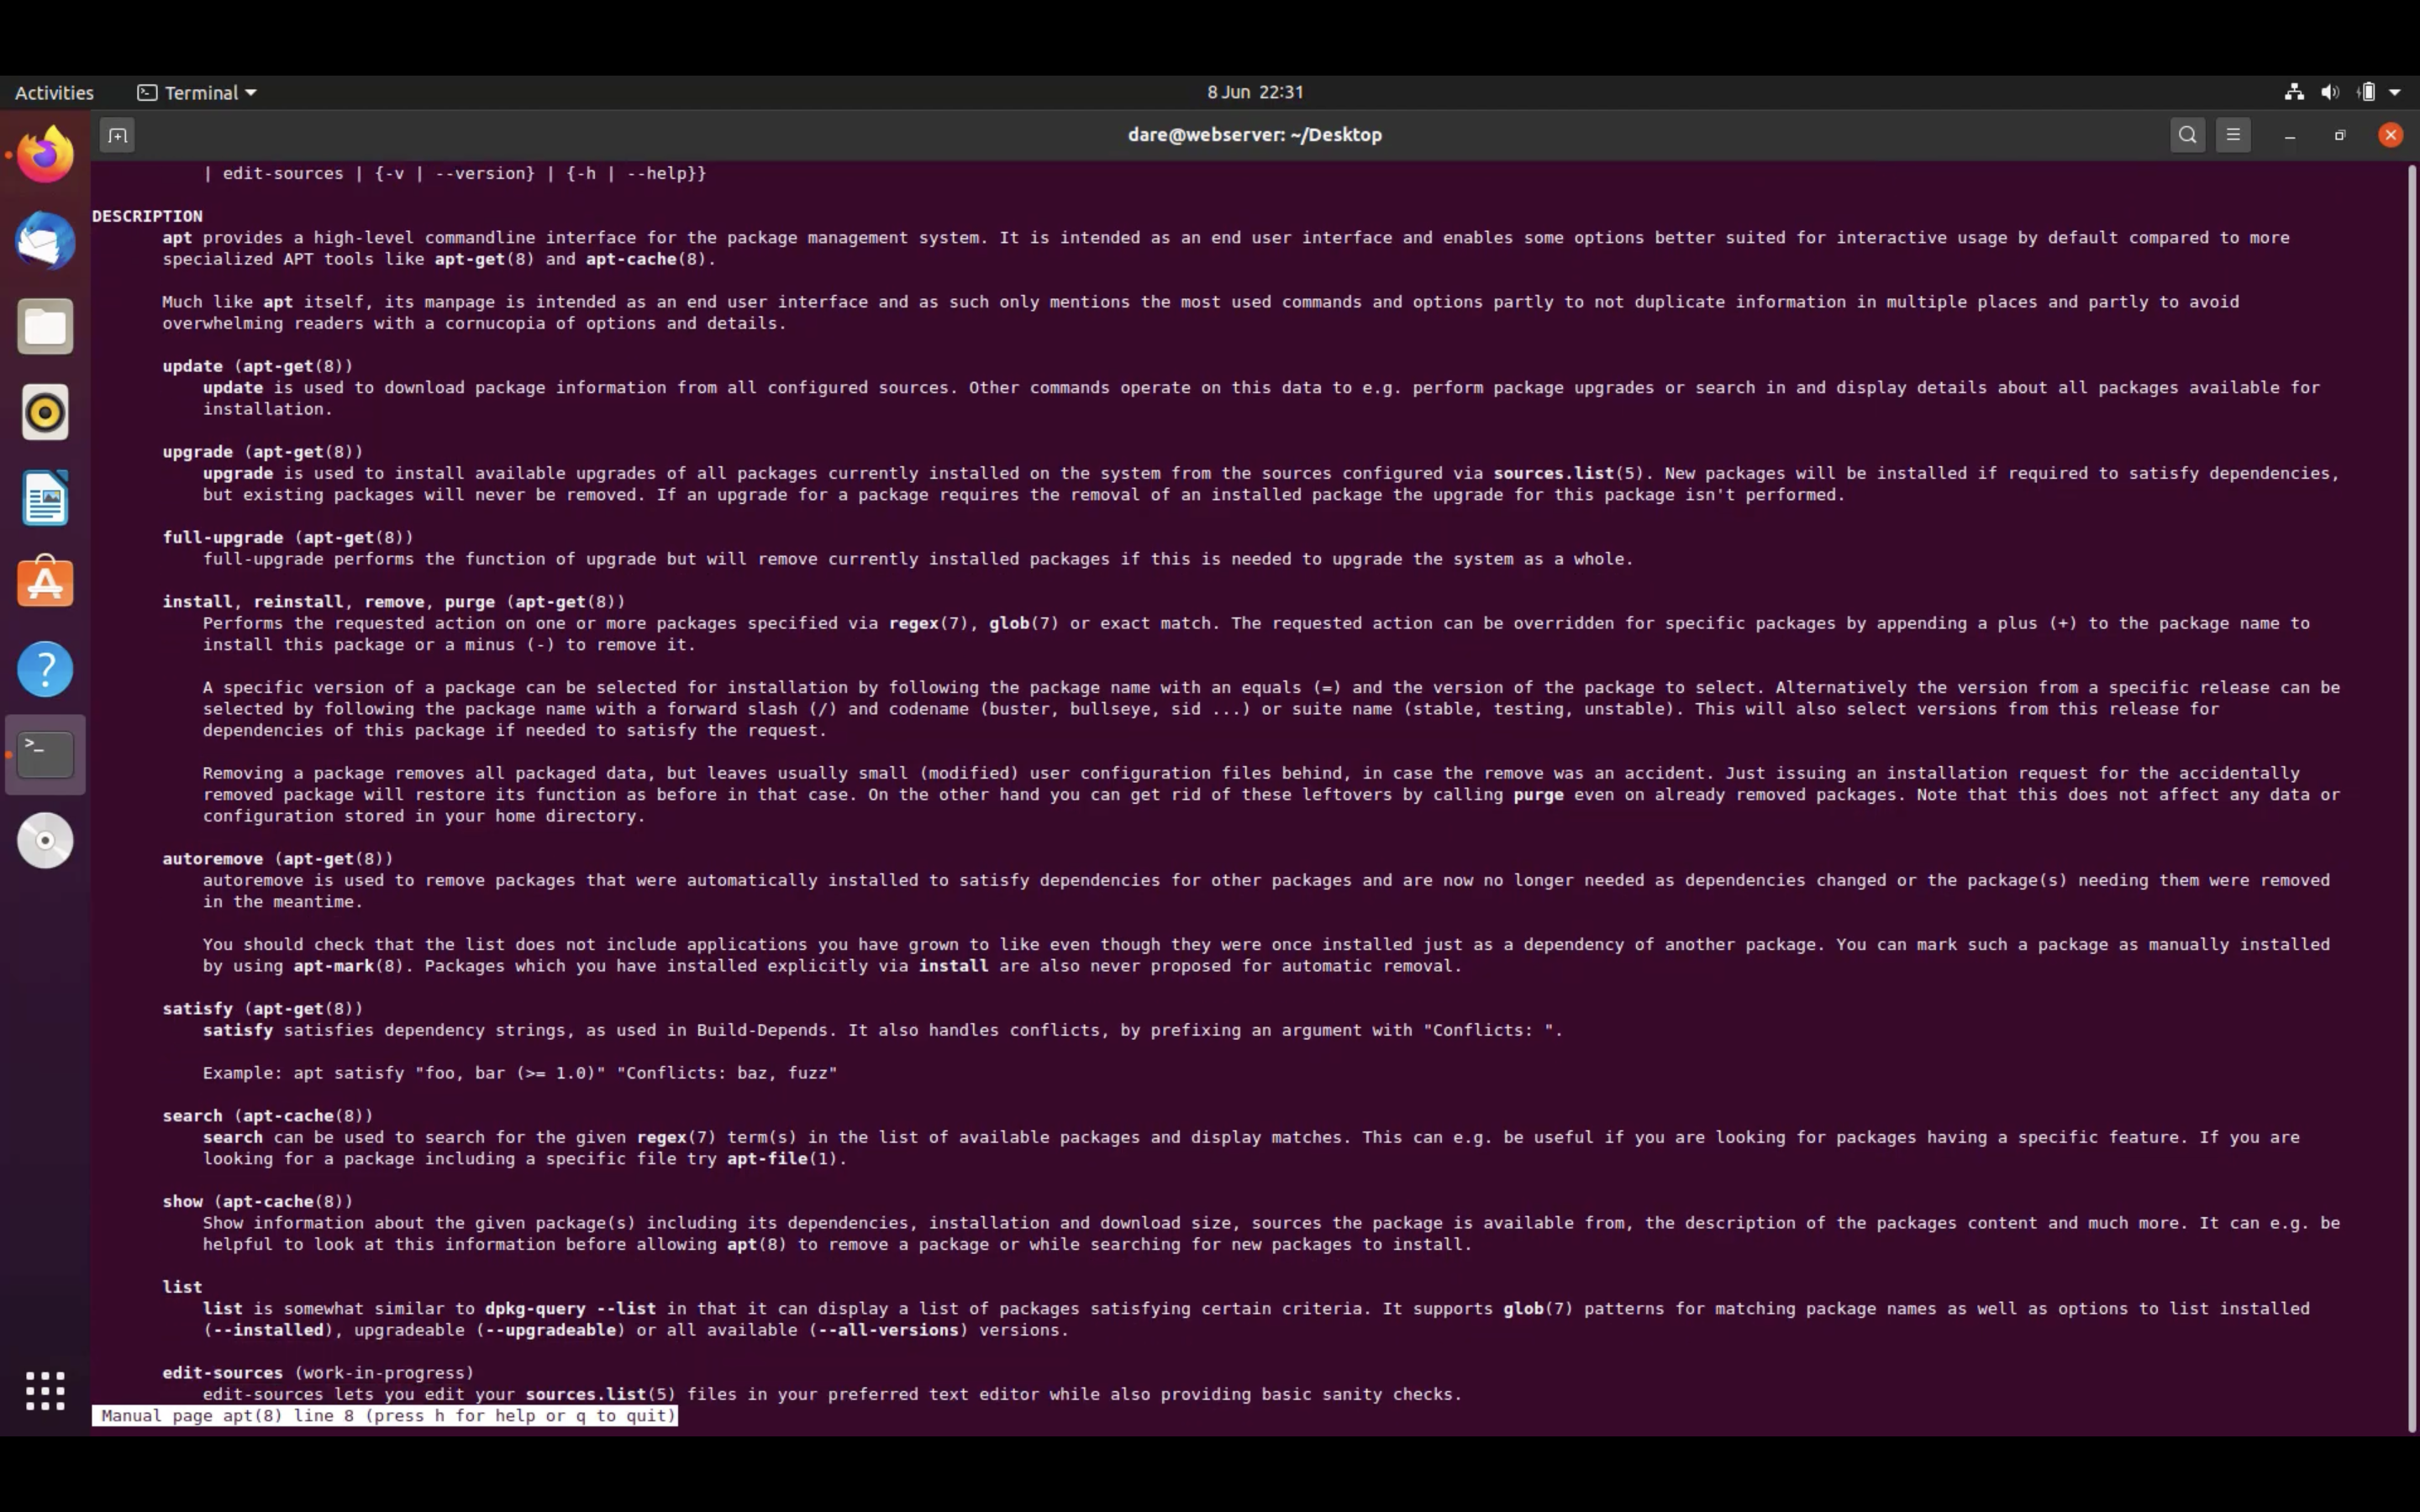 Activities Terminal 8 Jun 22:31
dare@webserver: ~/Desktop
| edit-sources | {-v | --version} | {-h | --help}}
DESCRIPTION
apt provides a high-level commandline interface for the package management system. It is intended as an end user interface and enables some options better suited for interactive usage by default compared to more
specialized APT tools like apt-get(8) and apt-cache(8).
Much like apt itself, its manpage is intended as an end user interface and as such only mentions the most used commands and options partly to not duplicate information in multiple places and partly to avoid
overwhelming readers with a cornucopia of options and details.
update (apt-get(8))
update is used to download package information from all configured sources. Other commands operate on this data to e.g. perform package upgrades or search in and display details about all packages available for
installation.
upgrade (apt-get(8))
upgrade is used to install available upgrades of all packages currently installed on the system from the sources configured via sources.list(5). New packages will be installed if required to satisfy dependencies,
but existing packages will never be removed. If an upgrade for a package requires the removal of an installed package the upgrade for this package isn't performed.
full-upgrade (apt-get(8))
full-upgrade performs the function of upgrade but will remove currently installed packages if this is needed to upgrade the system as a whole.
install, reinstall, remove, purge (apt-get(8))
Performs the requested action on one or more packages specified via regex(7), glob(7) or exact match. The requested action can be overridden for specific packages by appending a plus (+) to the package name to
install this package or a minus (-) to remove it.
A specific version of a package can be selected for installation by following the package name with an equals (=) and the version of the package to select. Alternatively the version from a specific release can be
selected by following the package name with a forward slash (/) and codename (buster, bullseye, sid ...) or suite name (stable, testing, unstable). This will also select versions from this release for
dependencies of this package if needed to satisfy the request.
Removing a package removes all packaged data, but leaves usually small (modified) user configuration files behind, in case the remove was an accident. Just issuing an installation request for the accidentally
removed package will restore its function as before in that case. On the other hand you can get rid of these leftovers by calling purge even on already removed packages. Note that this does not affect any data or
configuration stored in your home directory.
autoremove (apt-get(8))
autoremove is used to remove packages that were automatically installed to satisfy dependencies for other packages and are now no longer needed as dependencies changed or the package(s) needing them were removed
in the meantime.
You should check that the list does not include applications you have grown to like even though they were once installed just as a dependency of another package. You can mark such a package as manually installed
by using apt-mark(8). Packages which you have installed explicitly via install are also never proposed for automatic removal.
satisfy (apt-get(8))
satisfy satisfies dependency strings, as used in Build-Depends. It also handles conflicts, by prefixing an argument with "Conflicts: ".
Example: apt satisfy "foo, bar (>= 1.0)" "Conflicts: baz, fuzz"
search (apt-cache(8))
search can be used to search for the given regex(7) term(s) in the list of available packages and display matches. This can e.g. be useful if you are looking for packages having a specific feature. If you are
looking for a package including a specific file try apt-file(1).
show (apt-cache(8))
Show information about the given package(s) including its dependencies, installation and download size, sources the package is available from, the description of the packages content and much more. It can e.g. be
helpful to look at this information before allowing apt(8) to remove a package or while searching for new packages to install.
list
list is somewhat similar to dpkg-query --list in that it can display a list of packages satisfying certain criteria. It supports glob(7) patterns for matching package names as well as options to list installed
(--installed), upgradeable (--upgradeable) or all available (--all-versions) versions.
edit-sources (work-in-progress)
edit-sources lets you edit your sources.list(5) files in your preferred text editor while also providing basic sanity checks.
Manual page apt(8) line 8 (press h for help or q to quit)